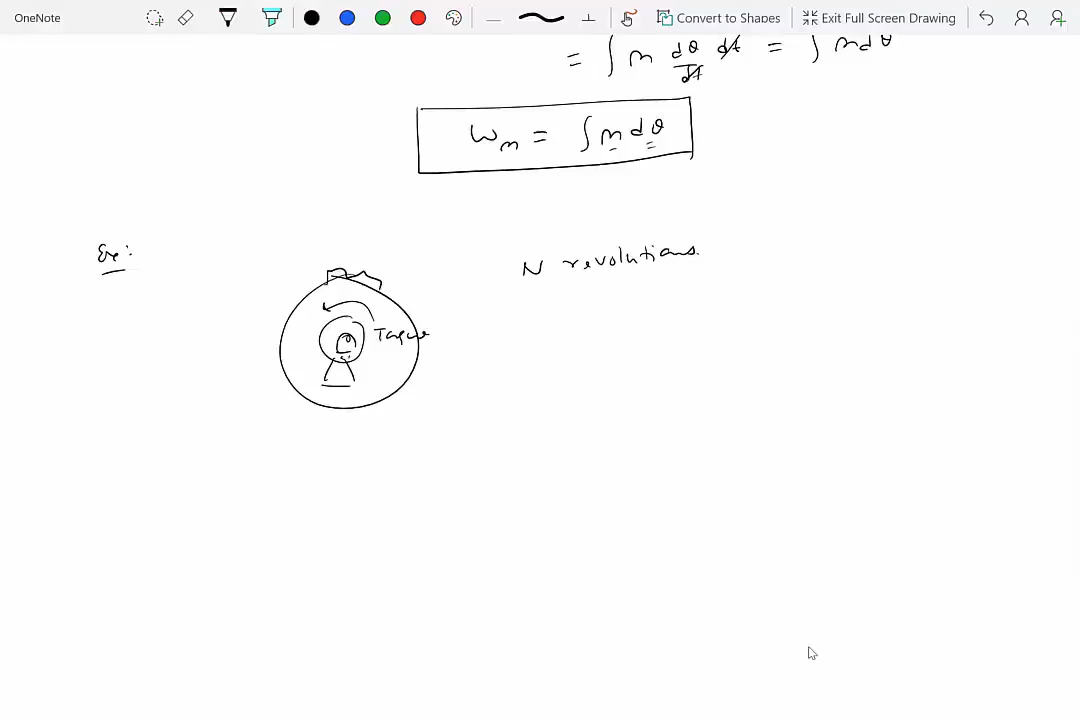 OneNote
Convert to Shapes
Exit Full Screen Drawing
= ∫ M dθ/dt dt = ∫ M dθ
W_m = ∫ M dθ
Ex:
N revolutions.
Torque